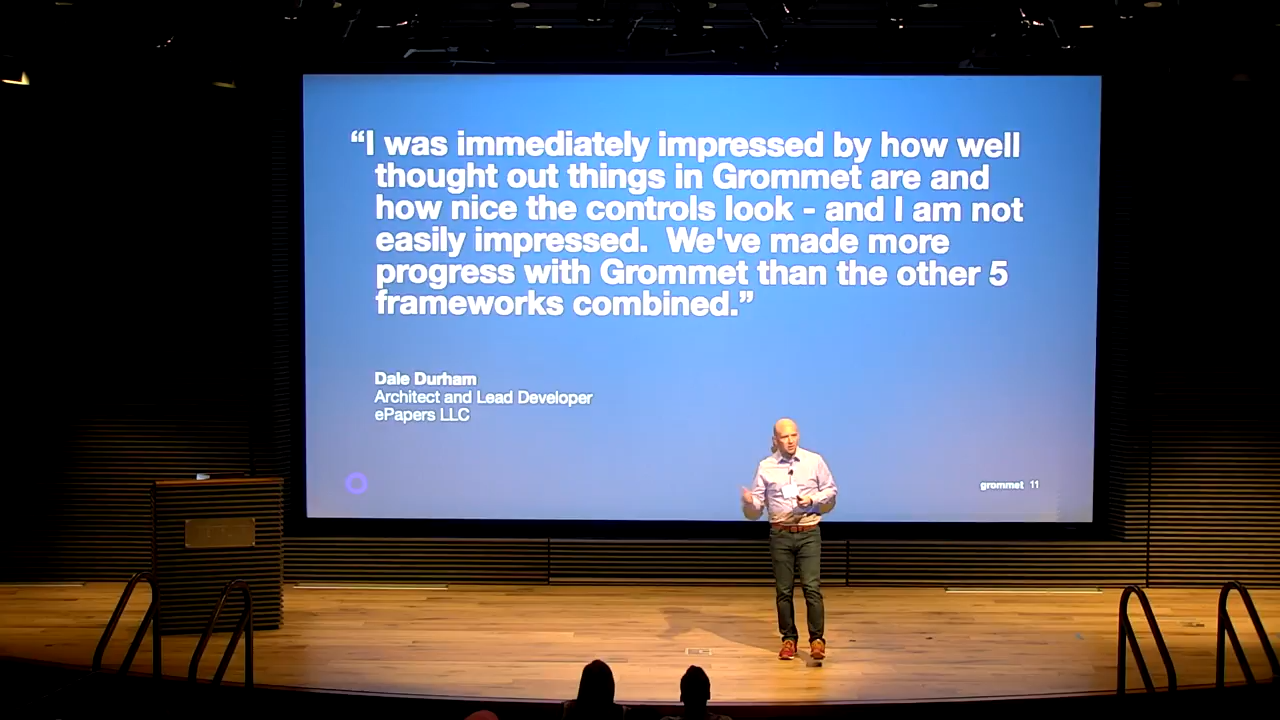 “I was immediately impressed by how well
thought out things in Grommet are and
how nice the controls look - and I am not
easily impressed.  We've made more
progress with Grommet than the other 5
frameworks combined.”
Dale Durham
Architect and Lead Developer
ePapers LLC
grommet 11